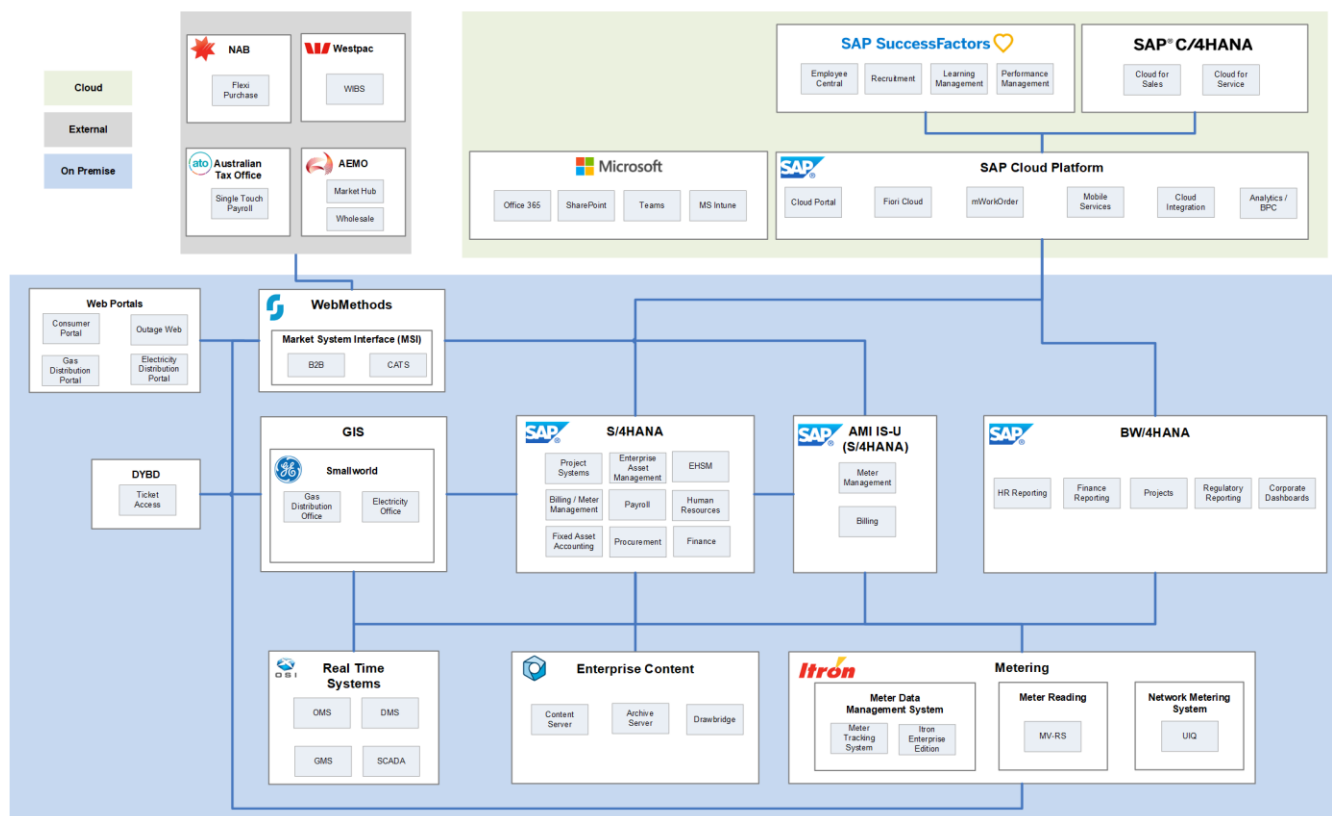 Cloud
External
On Premise
NAB
Flexi
Purchase
Westpac
WIBS
ato
Australian
Tax Office
Single Touch
Payroll
AEMO
Market Hub
Wholesale
Microsoft
Office 365
SharePoint
Teams
MS Intune
SAP SuccessFactors
Employee
Central
Recruitment
Learning
Management
Performance
Management
SAP® C/4HANA
Cloud for
Sales
Cloud for
Service
SAP
SAP Cloud Platform
Cloud Portal
Fiori Cloud
mWorkOrder
Mobile
Services
Cloud
Integration
Analytics /
BPC
Web Portals
Consumer
Portal
Outage Web
Gas
Distribution
Portal
Electricity
Distribution
Portal
WebMethods
Market System Interface (MSI)
B2B
CATS
DYBD
Ticket
Access
GIS
GE
Smallworld
Gas
Distribution
Office
Electricity
Office
SAP
S/4HANA
Project
Systems
Enterprise
Asset
Management
EHSM
Billing / Meter
Management
Payroll
Human
Resources
Fixed Asset
Accounting
Procurement
Finance
SAP
AMI IS-U
(S/4HANA)
Meter
Management
Billing
SAP
BW/4HANA
HR Reporting
Finance
Reporting
Projects
Regulatory
Reporting
Corporate
Dashboards
OSI
Real Time
Systems
OMS
DMS
GMS
SCADA
Enterprise Content
Content
Server
Archive
Server
Drawbridge
Itron
Metering
Meter Data
Management System
Meter
Tracking
System
Itron
Enterprise
Edition
Meter Reading
MV-RS
Network Metering
System
UIQ